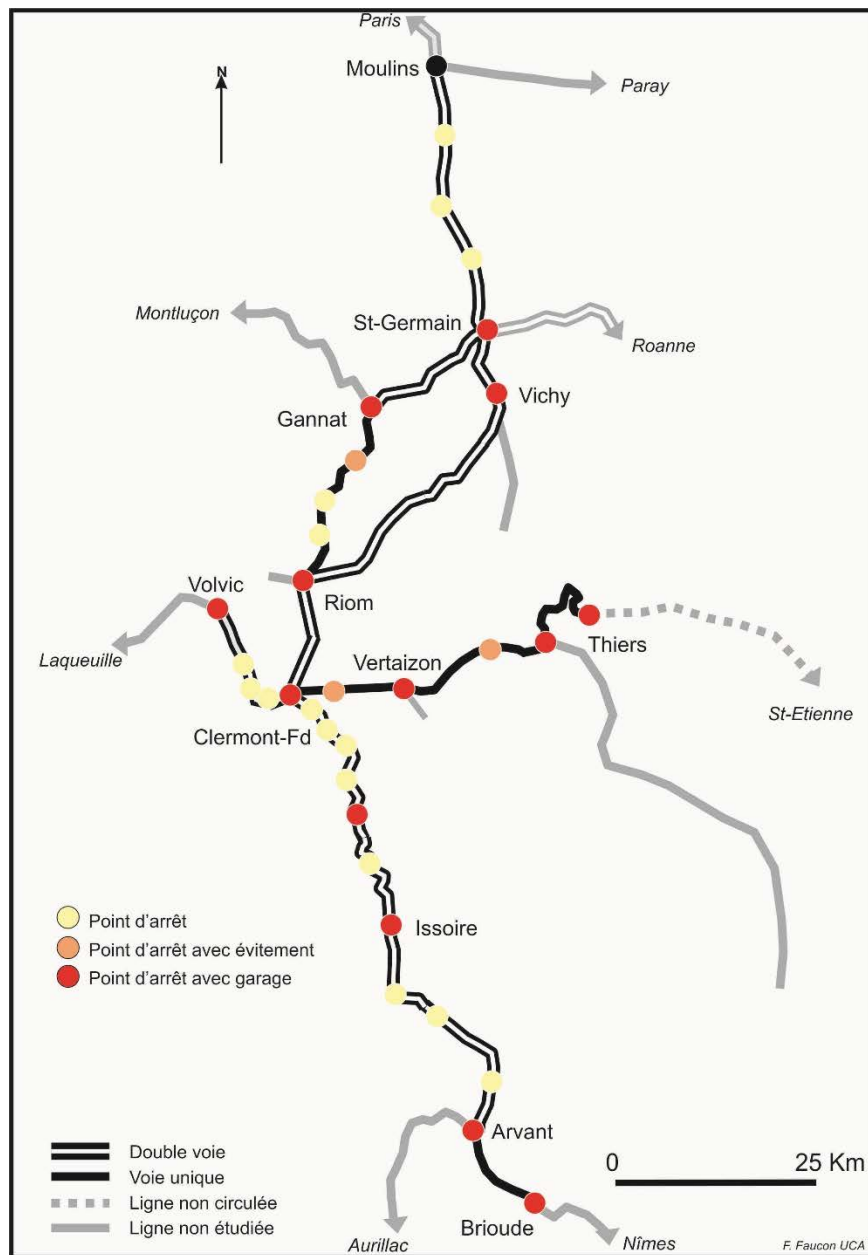 Paris
Moulins
Paray
N
Montluçon
St-Germain
Roanne
Gannat
Vichy
Volvic
Riom
Laqueuille
Vertaizon
Thiers
St-Etienne
Clermont-Fd
Point d'arrêt
Point d'arrêt avec évitement
Point d'arrêt avec garage
Issoire
Arvant
Double voie
Voie unique
Ligne non circulée
Ligne non étudiée
0 25 Km
Brioude
Aurillac
Nîmes
F. Faucon UCA